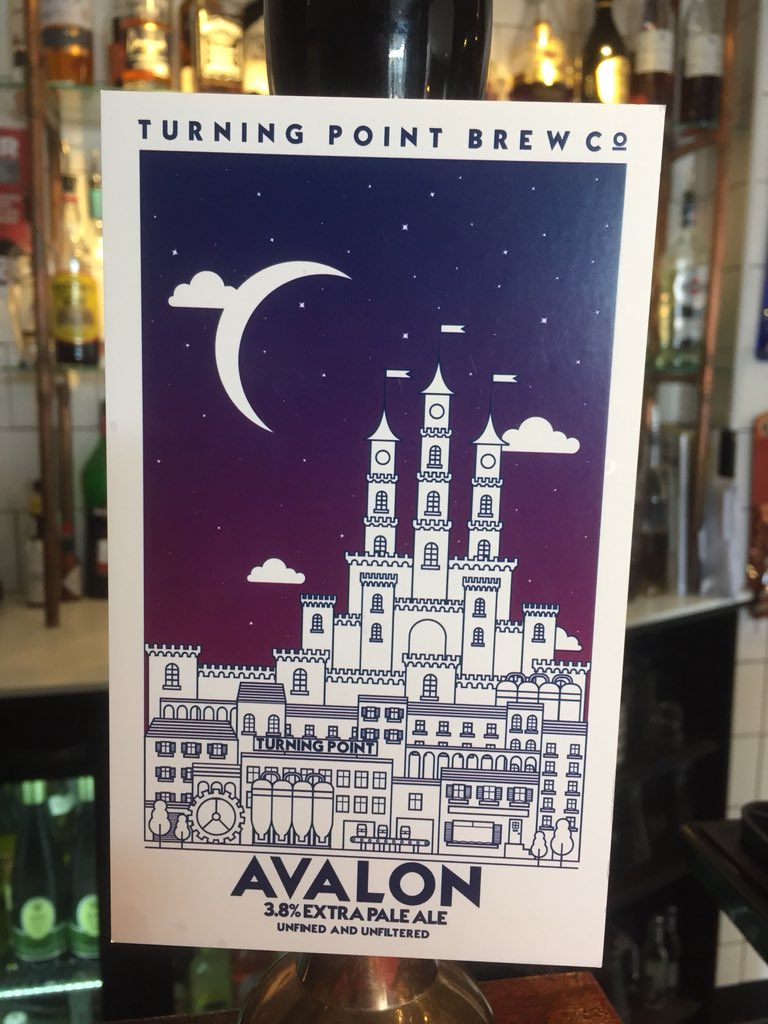 TURNING POINT BREW Cº
TURNING POINT
AVALON
3.8% EXTRA PALE ALE
UNFINED AND UNFILTERED